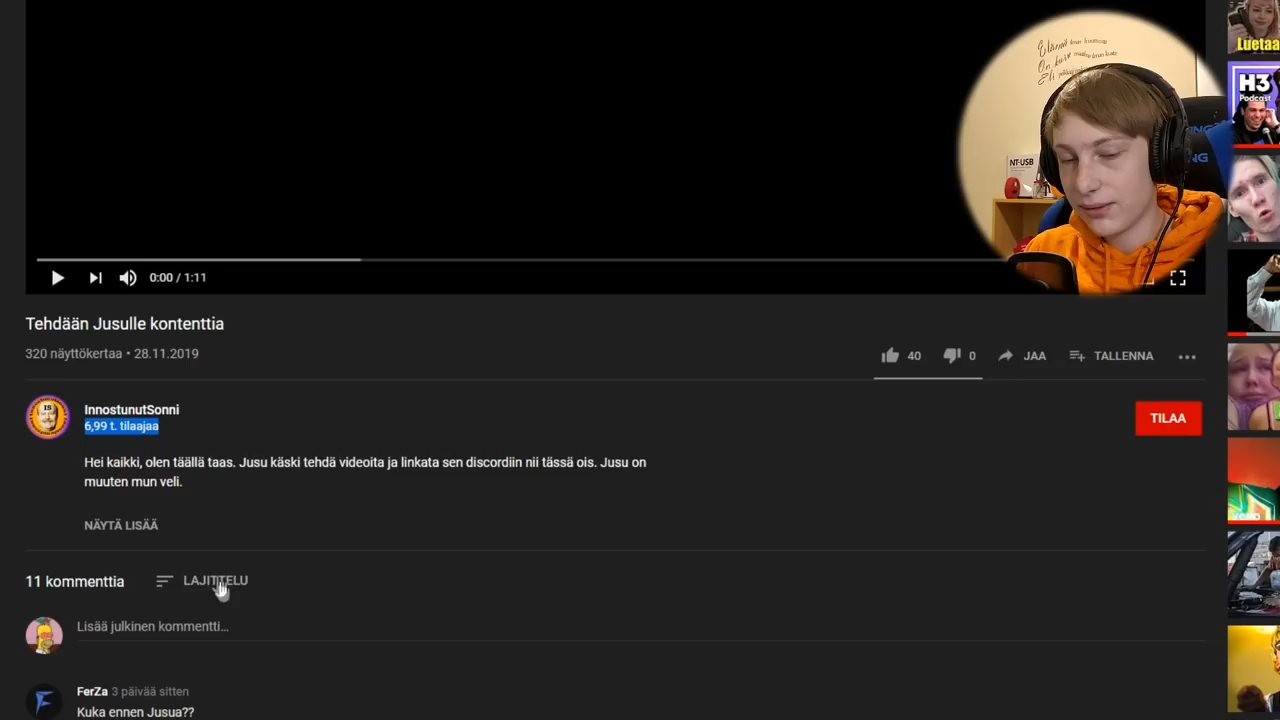 Luetaa
H3
Podcast
NT-USB
NG
0:00 / 1:11
Tehdään Jusulle kontenttia
320 näyttökertaa • 28.11.2019
40
0
JAA
TALLENNA
InnostunutSonni
6,99 t. tilaajaa
TILAA
Hei kaikki, olen täällä taas. Jusu käski tehdä videoita ja linkata sen discordiin nii tässä ois. Jusu on
muuten mun veli.
NÄYTÄ LISÄÄ
11 kommenttia
LAJITTELU
Lisää julkinen kommentti...
FerZa 3 päivää sitten
Kuka ennen Jusua??